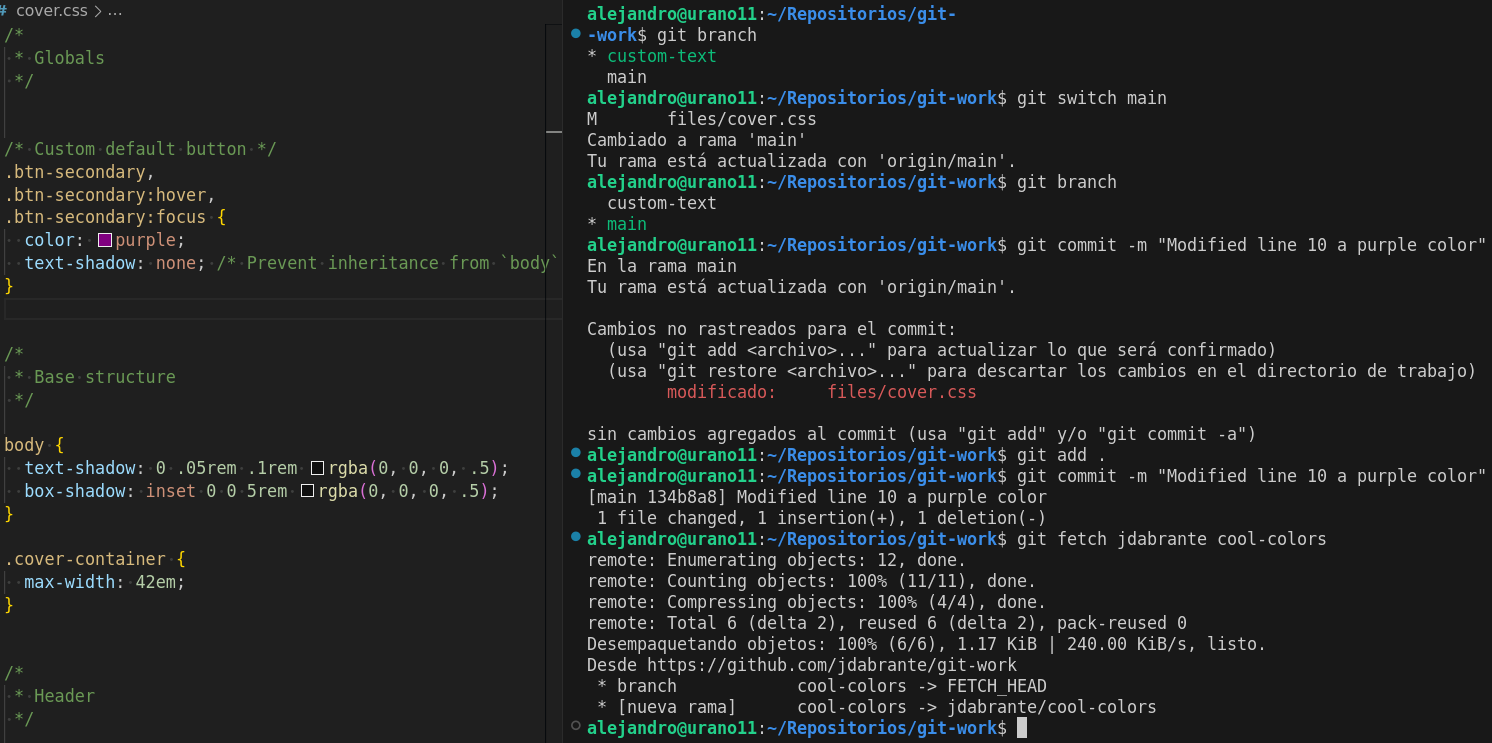 # cover.css > ...
/*
 * Globals
 */
/* Custom default button */
.btn-secondary,
.btn-secondary:hover,
.btn-secondary:focus {
  color: purple;
  text-shadow: none; /* Prevent inheritance from `body`
}
/*
 * Base structure
 */
body {
  text-shadow: 0 .05rem .1rem rgba(0, 0, 0, .5);
  box-shadow: inset 0 0 5rem rgba(0, 0, 0, .5);
}
.cover-container {
  max-width: 42em;
}
/*
 * Header
 */
alejandro@urano11:~/Repositorios/git-
-work$ git branch
* custom-text
  main
alejandro@urano11:~/Repositorios/git-work$ git switch main
M       files/cover.css
Cambiado a rama 'main'
Tu rama está actualizada con 'origin/main'.
alejandro@urano11:~/Repositorios/git-work$ git branch
  custom-text
* main
alejandro@urano11:~/Repositorios/git-work$ git commit -m "Modified line 10 a purple color"
En la rama main
Tu rama está actualizada con 'origin/main'.
Cambios no rastreados para el commit:
  (usa "git add <archivo>..." para actualizar lo que será confirmado)
  (usa "git restore <archivo>..." para descartar los cambios en el directorio de trabajo)
        modificado:     files/cover.css
sin cambios agregados al commit (usa "git add" y/o "git commit -a")
alejandro@urano11:~/Repositorios/git-work$ git add .
alejandro@urano11:~/Repositorios/git-work$ git commit -m "Modified line 10 a purple color"
[main 134b8a8] Modified line 10 a purple color
 1 file changed, 1 insertion(+), 1 deletion(-)
alejandro@urano11:~/Repositorios/git-work$ git fetch jdabrante cool-colors
remote: Enumerating objects: 12, done.
remote: Counting objects: 100% (11/11), done.
remote: Compressing objects: 100% (4/4), done.
remote: Total 6 (delta 2), reused 6 (delta 2), pack-reused 0
Desempaquetando objetos: 100% (6/6), 1.17 KiB | 240.00 KiB/s, listo.
Desde https://github.com/jdabrante/git-work
 * branch            cool-colors -> FETCH_HEAD
 * [nueva rama]      cool-colors -> jdabrante/cool-colors
alejandro@urano11:~/Repositorios/git-work$